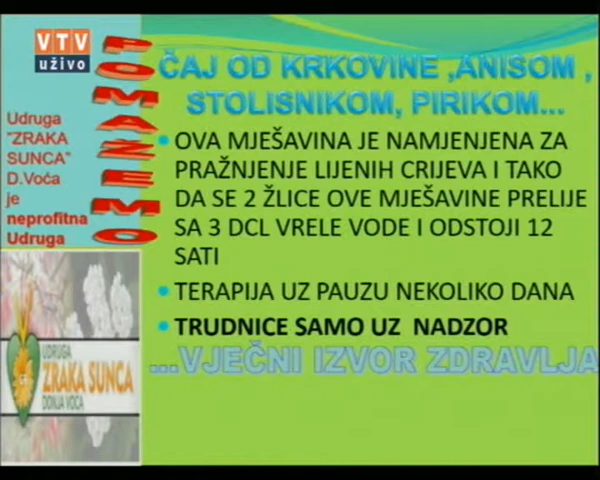 VTV
uživo
POMAŽEMO
Udruga
"ZRAKA
SUNCA"
D.Voća
je
neprofitna
Udruga
ČAJ OD KRKOVINE ,ANISOM ,
STOLISNIKOM, PIRIKOM...
OVA MJEŠAVINA JE NAMJENJENA ZA
PRAŽNJENJE LIJENIH CRIJEVA I TAKO
DA SE 2 ŽLICE OVE MJEŠAVINE PRELIJE
SA 3 DCL VRELE VODE I ODSTOJI 12
SATI
TERAPIJA UZ PAUZU NEKOLIKO DANA
TRUDNICE SAMO UZ NADZOR
...VJEČNI IZVOR ZDRAVLJA
UDRUGA
ZRAKA SUNCA
DONJA VOĆA